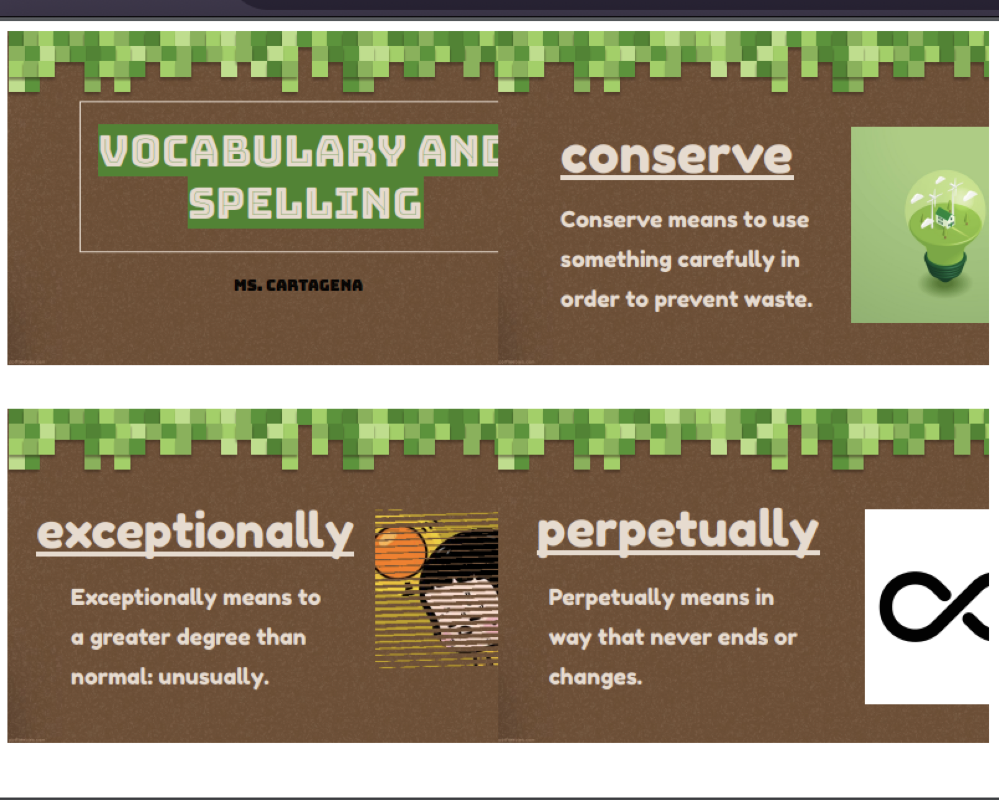 VOCABULARY AND
SPELLING
MS. CARTAGENA
conserve
Conserve means to use
something carefully in
order to prevent waste.
exceptionally
Exceptionally means to
a greater degree than
normal: unusually.
perpetually
Perpetually means in
way that never ends or
changes.